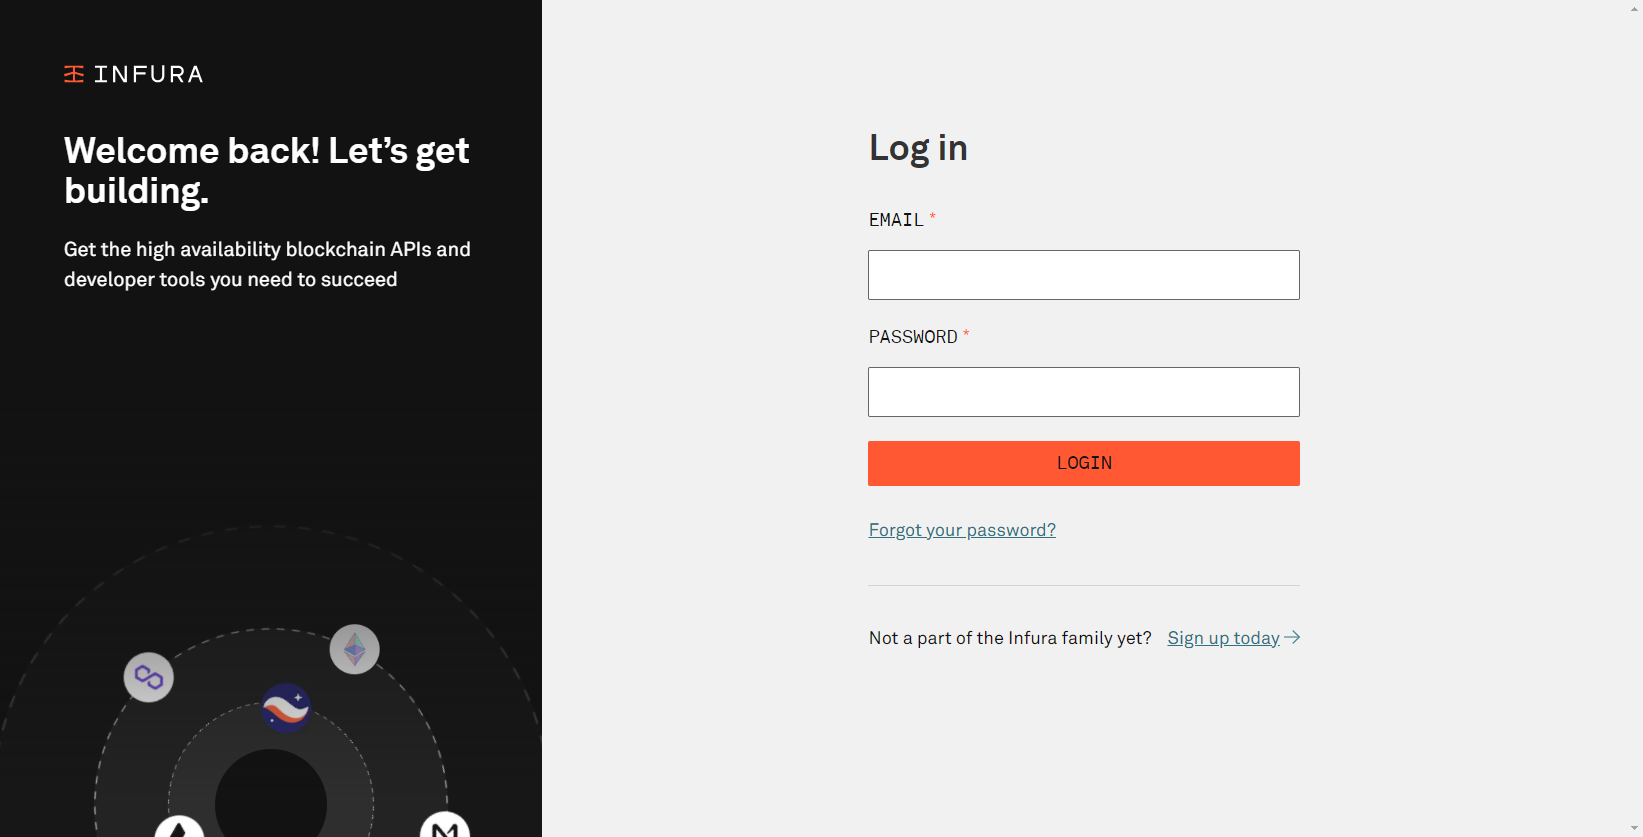 INFURA
Welcome back! Let’s get
building.
Get the high availability blockchain APIs and
developer tools you need to succeed
Log in
EMAIL *
PASSWORD *
LOGIN
Forgot your password?
Not a part of the Infura family yet? Sign up today